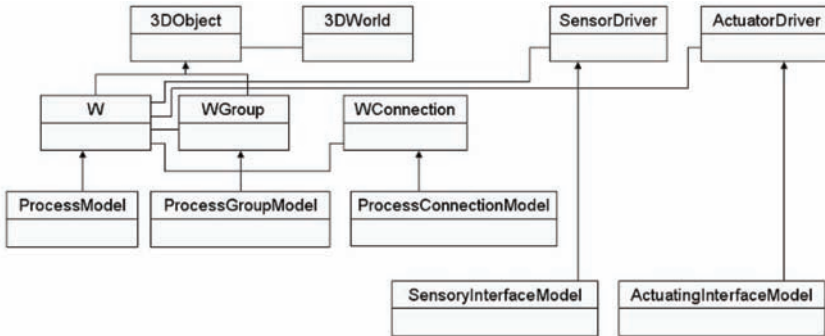 3DObject
3DWorld
SensorDriver
ActuatorDriver
W
WGroup
WConnection
ProcessModel
ProcessGroupModel
ProcessConnectionModel
SensoryInterfaceModel
ActuatingInterfaceModel